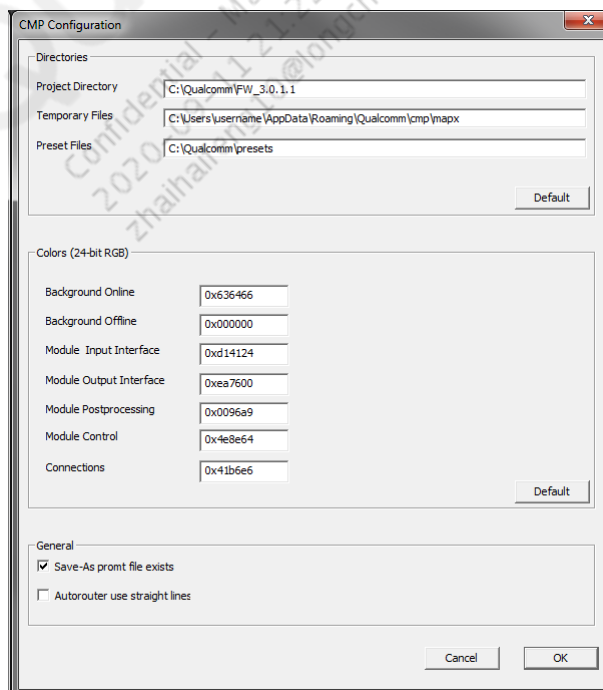 CMP Configuration
Directories
Project Directory
C:\Qualcomm\FW_3.0.1.1
Temporary Files
C:\Users\username\AppData\Roaming\Qualcomm\cmp\mapx
Preset Files
C:\Qualcomm\presets
Default
Colors (24-bit RGB)
Background Online
0x636466
Background Offline
0x000000
Module Input Interface
0xd14124
Module Output Interface
0xea7600
Module Postprocessing
0x0096a9
Module Control
0x4e8e64
Connections
0x41b6e6
Default
General
Save-As promt file exists
Autorouter use straight lines
Cancel
OK
Confidential